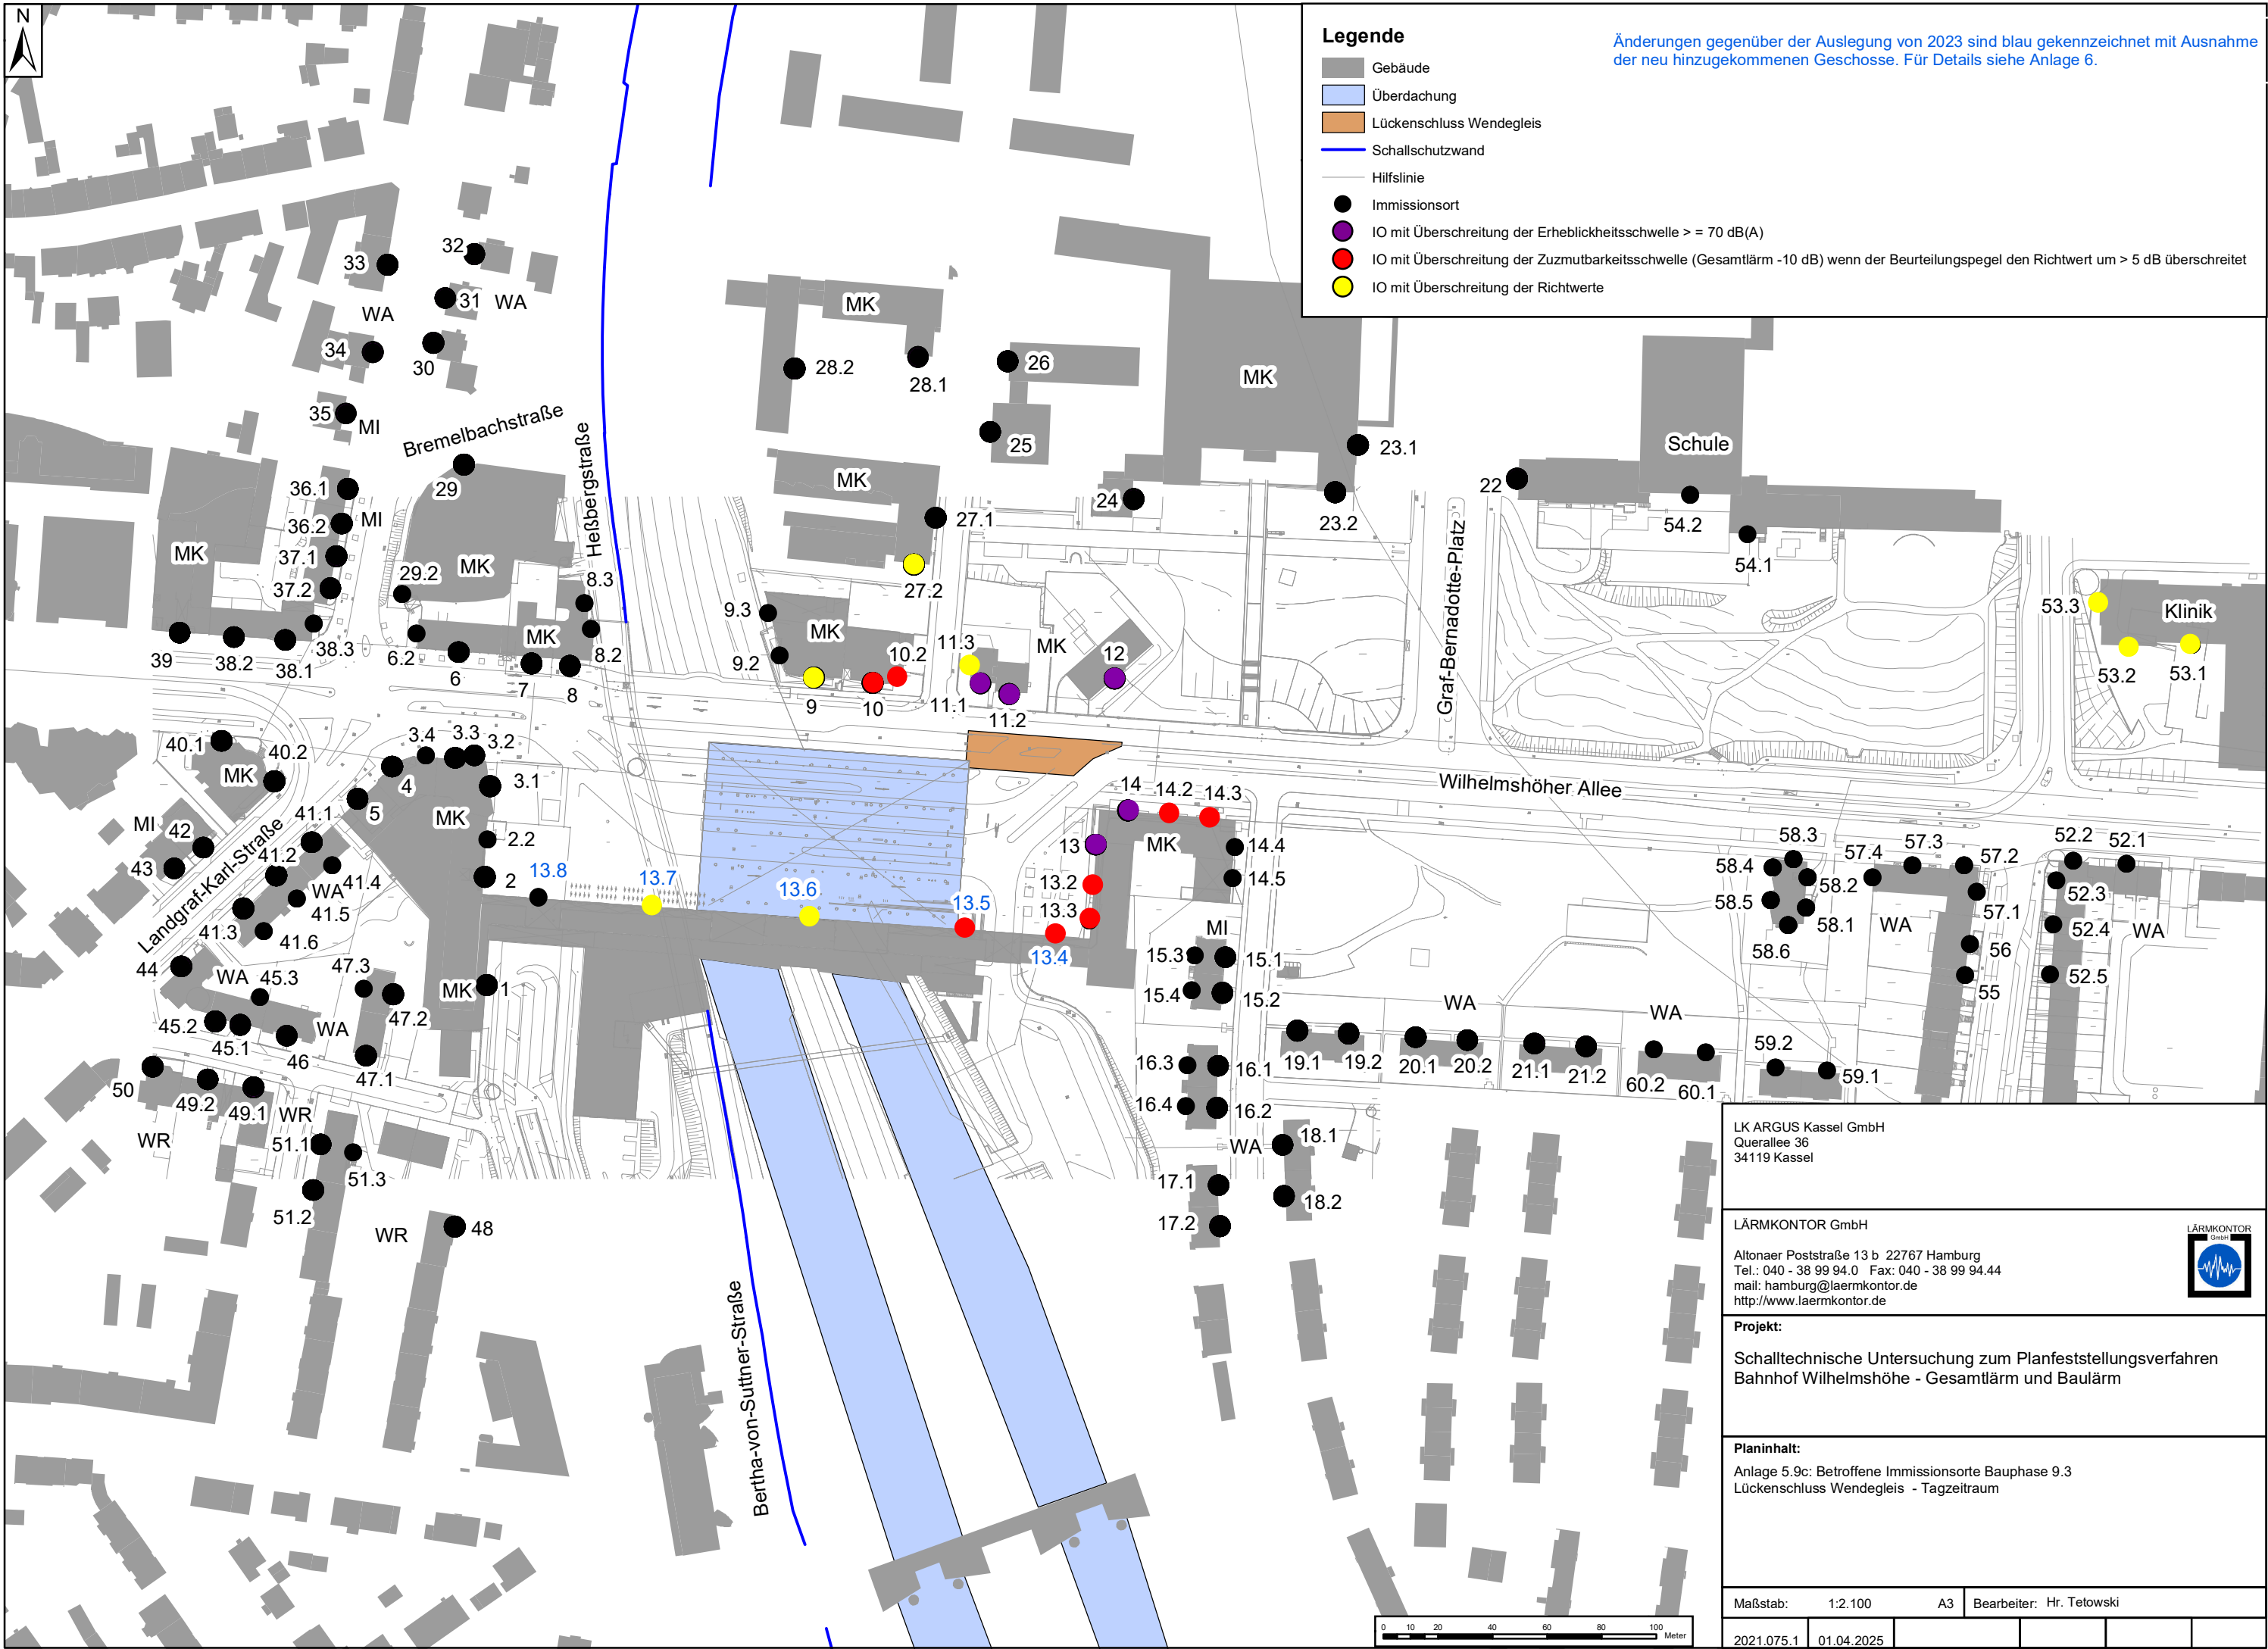 N
Legende
Änderungen gegenüber der Auslegung von 2023 sind blau gekennzeichnet mit Ausnahme
der neu hinzugekommenen Geschosse. Für Details siehe Anlage 6.
Gebäude
Überdachung
Lückenschluss Wendegleis
Schallschutzwand
Hilfslinie
Immissionsort
IO mit Überschreitung der Erheblickheitsschwelle > = 70 dB(A)
IO mit Überschreitung der Zuzmutbarkeitsschwelle (Gesamtlärm -10 dB) wenn der Beurteilungspegel den Richtwert um > 5 dB überschreitet
IO mit Überschreitung der Richtwerte
32
33
31
WA
WA
34
30
35
MI
Bremelbachstraße
Heßbergstraße
29
36.1
36.2
MI
MK
37.1
37.2
29.2
MK
8.3
39
38.2
38.1
38.3
6.2
6
7
MK
8
8.2
MK
28.2
28.1
26
25
MK
MK
23.1
24
23.2
27.1
27.2
9.3
MK
9.2
9
10
10.2
11.3
MK
11.1
11.2
12
Graf-Bernadotte-Platz
22
Schule
54.2
54.1
53.3
Klinik
53.2
53.1
Wilhelmshöher Allee
40.1
40.2
MK
3.4
3.3
3.2
3.1
4
5
MK
2.2
2
MI
42
43
41.1
41.2
WA
41.4
41.5
41.3
41.6
Landgraf-Karl-Straße
13.8
13.7
13.6
13.5
13.4
14
14.2
14.3
13
MK
14.4
14.5
13.2
13.3
MI
15.3
15.1
15.4
15.2
44
WA
45.3
47.3
MK
1
45.2
45.1
46
WA
47.2
47.1
50
49.2
49.1
WR
WR
51.1
51.3
51.2
WR
48
16.3
16.1
16.4
16.2
WA
18.1
18.2
17.1
17.2
19.1
19.2
20.1
WA
20.2
21.1
21.2
WA
60.2
60.1
59.2
59.1
58.3
58.4
58.2
58.5
58.1
58.6
57.4
57.3
57.2
57.1
WA
56
55
52.2
52.1
52.3
52.4
WA
52.5
Bertha-von-Suttner-Straße
LK ARGUS Kassel GmbH
Querallee 36
34119 Kassel
LÄRMKONTOR GmbH
Altonaer Poststraße 13 b 22767 Hamburg
Tel.: 040 - 38 99 94.0 Fax: 040 - 38 99 94.44
mail: hamburg@laermkontor.de
http://www.laermkontor.de
LÄRMKONTOR
GmbH
Projekt:
Schalltechnische Untersuchung zum Planfeststellungsverfahren
Bahnhof Wilhelmshöhe - Gesamtlärm und Baulärm
Planinhalt:
Anlage 5.9c: Betroffene Immissionsorte Bauphase 9.3
Lückenschluss Wendegleis - Tagzeitraum
Maßstab: 1:2.100 A3 Bearbeiter: Hr. Tetowski
2021.075.1 01.04.2025
0 10 20 40 60 80 100 Meter